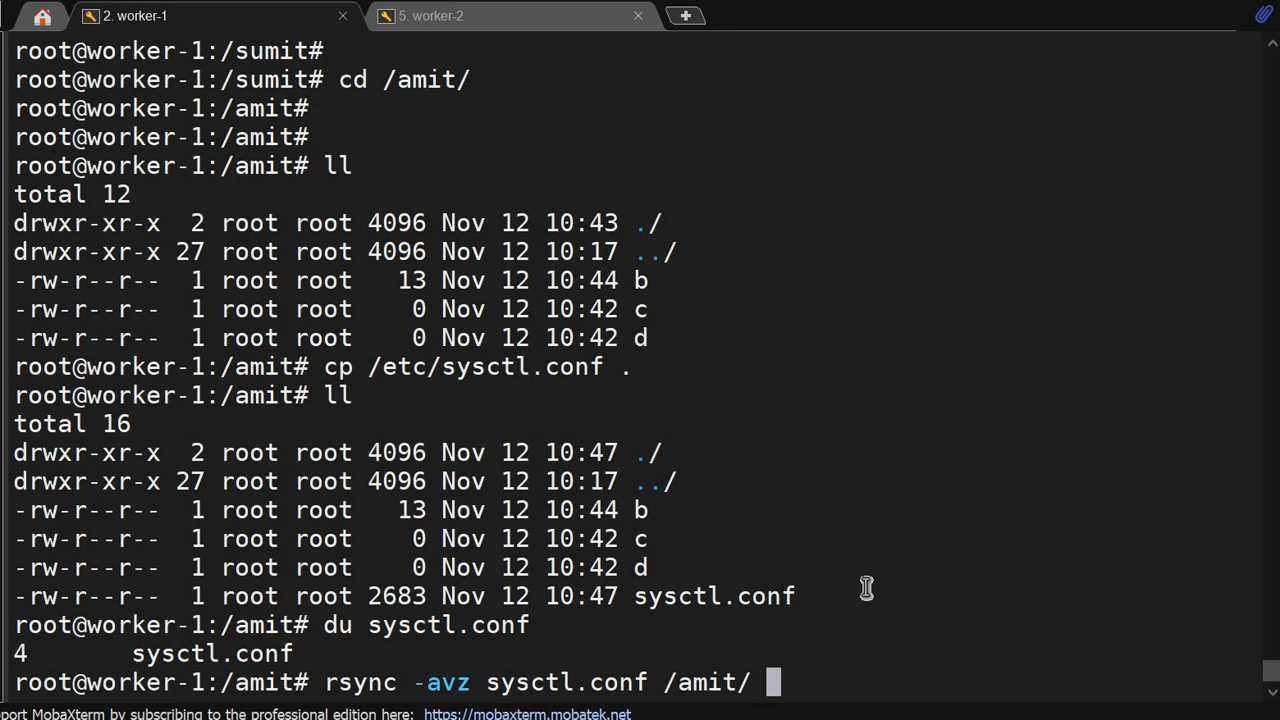 2. worker-1
5. worker-2
root@worker-1:/sumit#
root@worker-1:/sumit# cd /amit/
root@worker-1:/amit#
root@worker-1:/amit#
root@worker-1:/amit# ll
total 12
drwxr-xr-x 2 root root 4096 Nov 12 10:43 ./
drwxr-xr-x 27 root root 4096 Nov 12 10:17 ../
-rw-r--r-- 1 root root 13 Nov 12 10:44 b
-rw-r--r-- 1 root root 0 Nov 12 10:42 c
-rw-r--r-- 1 root root 0 Nov 12 10:42 d
root@worker-1:/amit# cp /etc/sysctl.conf .
root@worker-1:/amit# ll
total 16
drwxr-xr-x 2 root root 4096 Nov 12 10:47 ./
drwxr-xr-x 27 root root 4096 Nov 12 10:17 ../
-rw-r--r-- 1 root root 13 Nov 12 10:44 b
-rw-r--r-- 1 root root 0 Nov 12 10:42 c
-rw-r--r-- 1 root root 0 Nov 12 10:42 d
-rw-r--r-- 1 root root 2683 Nov 12 10:47 sysctl.conf
root@worker-1:/amit# du sysctl.conf
4 sysctl.conf
root@worker-1:/amit# rsync -avz sysctl.conf /amit/
port MobaXterm by subscribing to the professional edition here: https://mobaxterm.mobatek.net